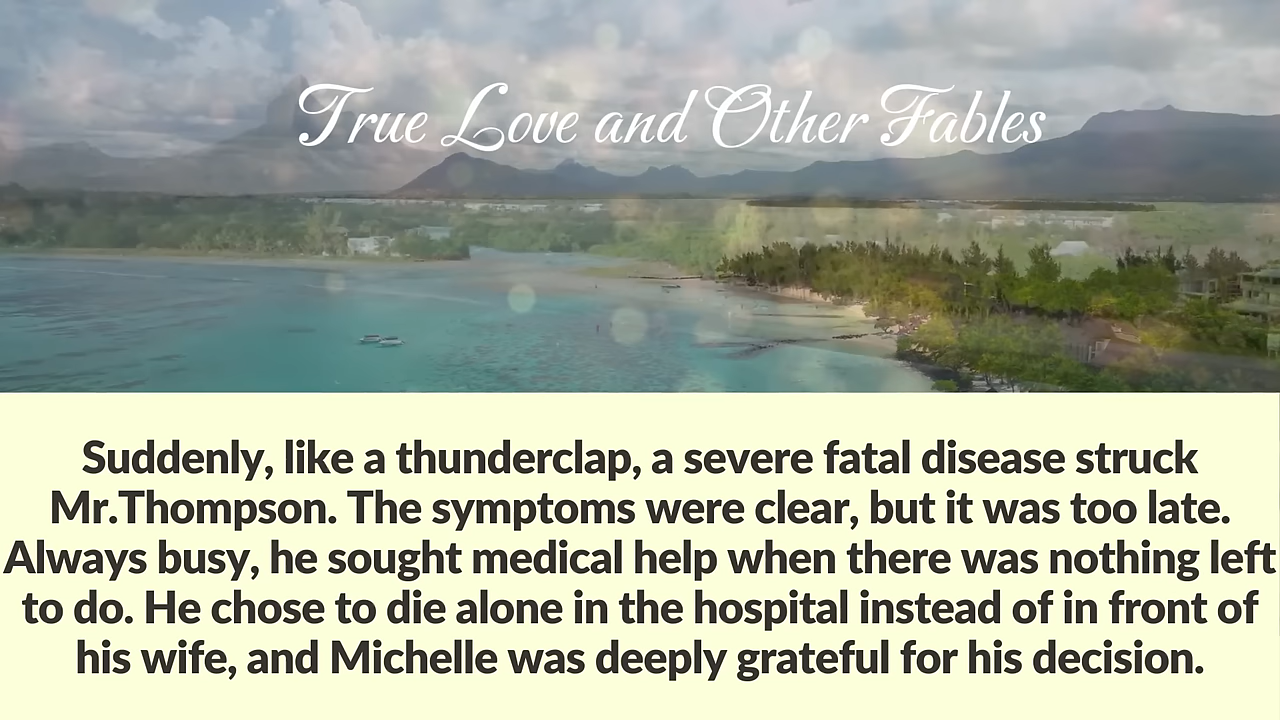 True Love and Other Fables
Suddenly, like a thunderclap, a severe fatal disease struck
Mr.Thompson. The symptoms were clear, but it was too late.
Always busy, he sought medical help when there was nothing left
to do. He chose to die alone in the hospital instead of in front of
his wife, and Michelle was deeply grateful for his decision.